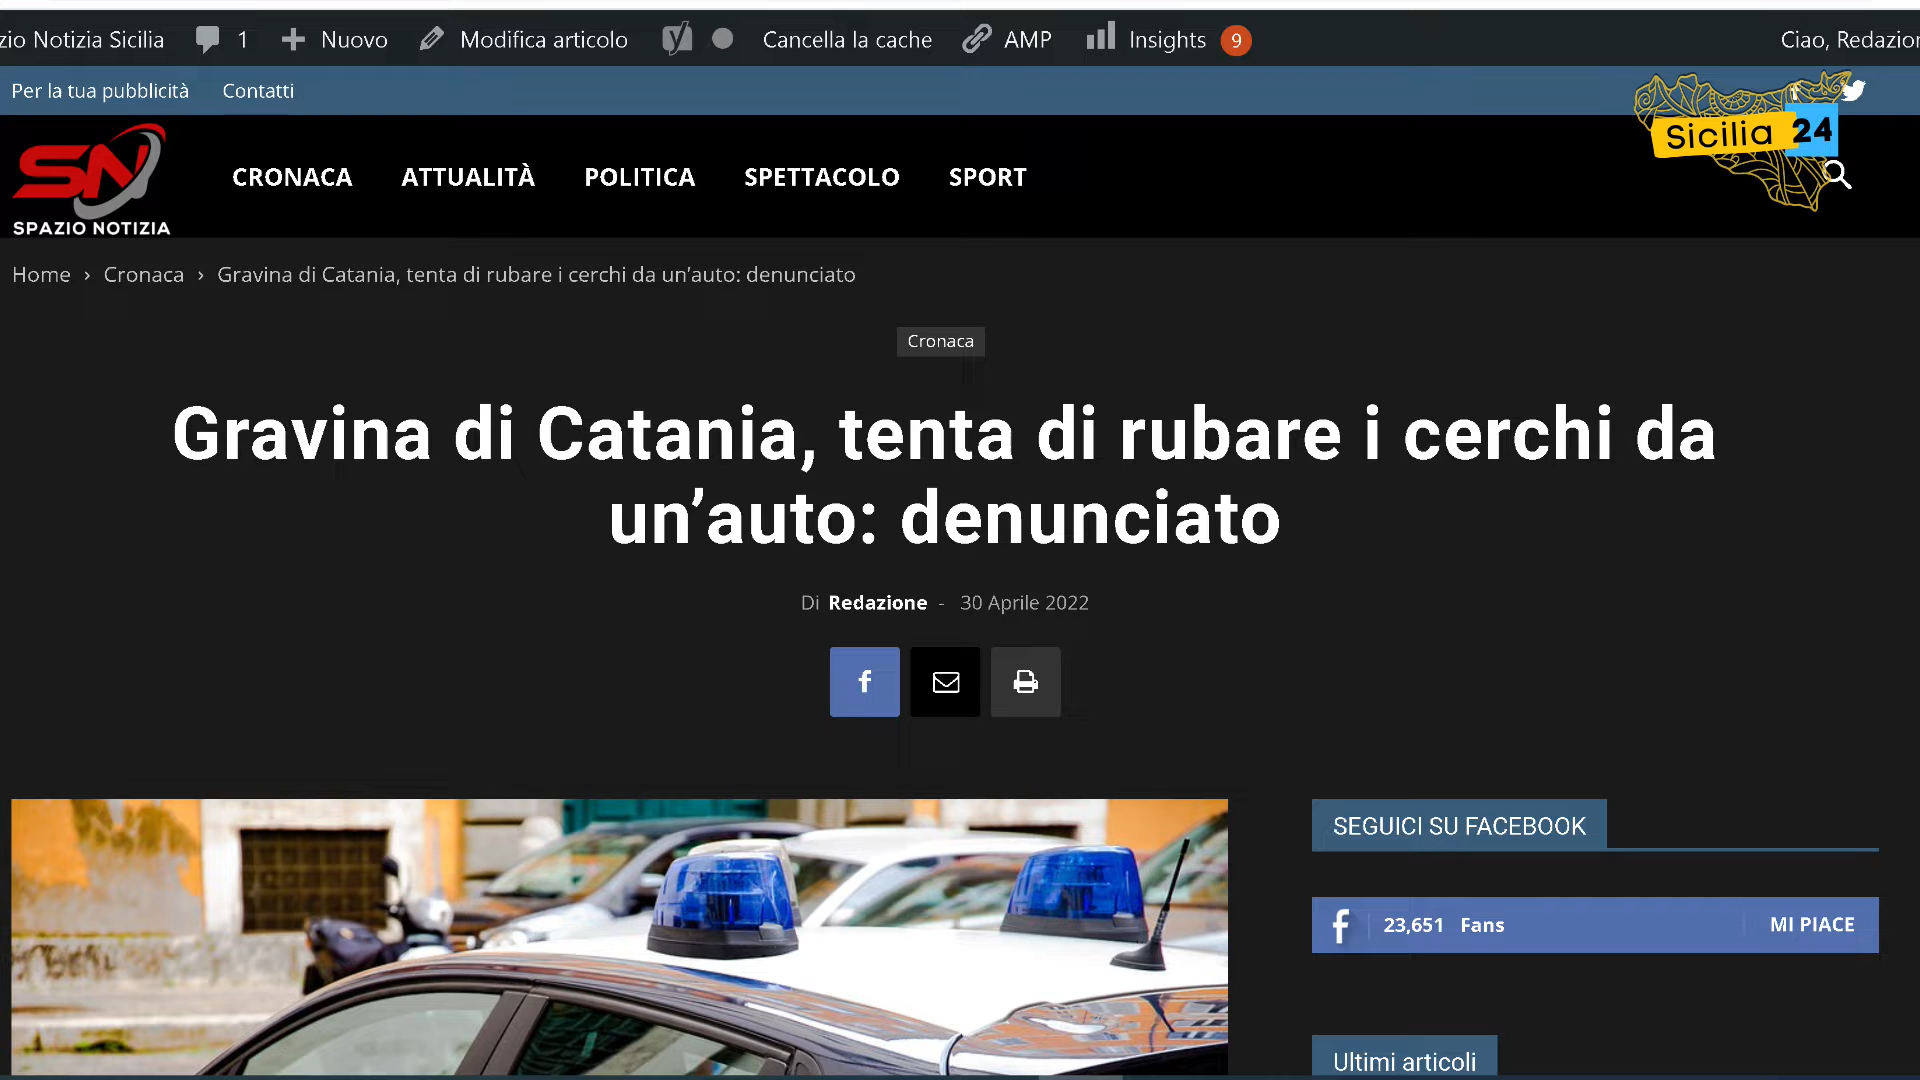 zio Notizia Sicilia 1 Nuovo Modifica articolo Cancella la cache AMP Insights 9 Ciao, Redazion
Per la tua pubblicità Contatti
Sicilia 24
SN
SPAZIO NOTIZIA
CRONACA ATTUALITÀ POLITICA SPETTACOLO SPORT
Home › Cronaca › Gravina di Catania, tenta di rubare i cerchi da un’auto: denunciato
Cronaca
Gravina di Catania, tenta di rubare i cerchi da
un’auto: denunciato
Di Redazione - 30 Aprile 2022
SEGUICI SU FACEBOOK
23,651 Fans MI PIACE
Ultimi articoli